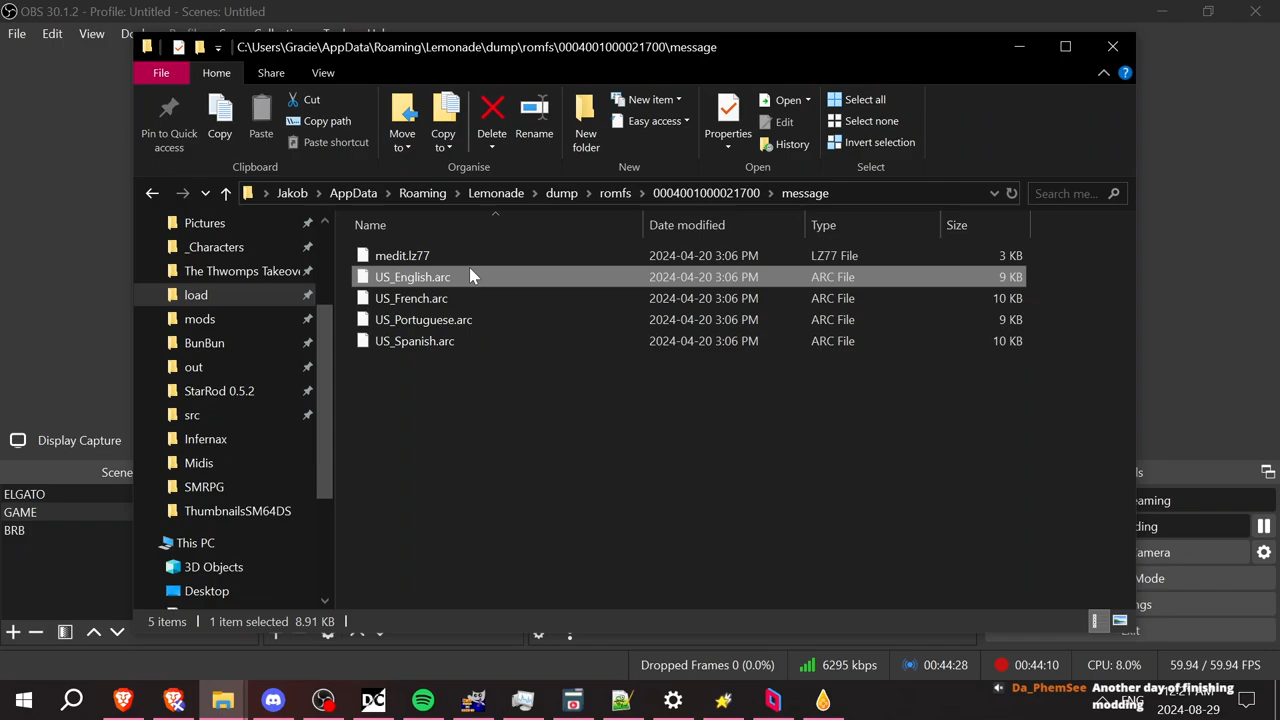 OBS 30.1.2 - Profile: Untitled - Scenes: Untitled
File Edit View
C:\Users\Gracie\AppData\Roaming\Lemonade\dump\romfs\0004001000021700\message
File Home Share View
Pin to Quick access
Copy
Paste
Cut
Copy path
Paste shortcut
Clipboard
Move to
Copy to
Delete
Rename
Organise
New folder
New item
Easy access
New
Properties
Open
Edit
History
Open
Select all
Select none
Invert selection
Select
Jakob > AppData > Roaming > Lemonade > dump > romfs > 0004001000021700 > message
Search me...
Pictures
_Characters
The Thwomps Takeove
load
mods
BunBun
out
StarRod 0.5.2
src
Infernax
Midis
SMRPG
ThumbnailsSM64DS
This PC
3D Objects
Desktop
Name Date modified Type Size
medit.lz77 2024-04-20 3:06 PM LZ77 File 3 KB
US_English.arc 2024-04-20 3:06 PM ARC File 9 KB
US_French.arc 2024-04-20 3:06 PM ARC File 10 KB
US_Portuguese.arc 2024-04-20 3:06 PM ARC File 9 KB
US_Spanish.arc 2024-04-20 3:06 PM ARC File 10 KB
5 items 1 item selected 8.91 KB
Display Capture
Scene
ELGATO
GAME
BRB
ls
eaming
ding
amera
Mode
ngs
Dropped Frames 0 (0.0%) 6295 kbps 00:44:28 00:44:10 CPU: 8.0% 59.94 / 59.94 FPS
Da_PhemSee Another day of finishing
modding
2024-08-29